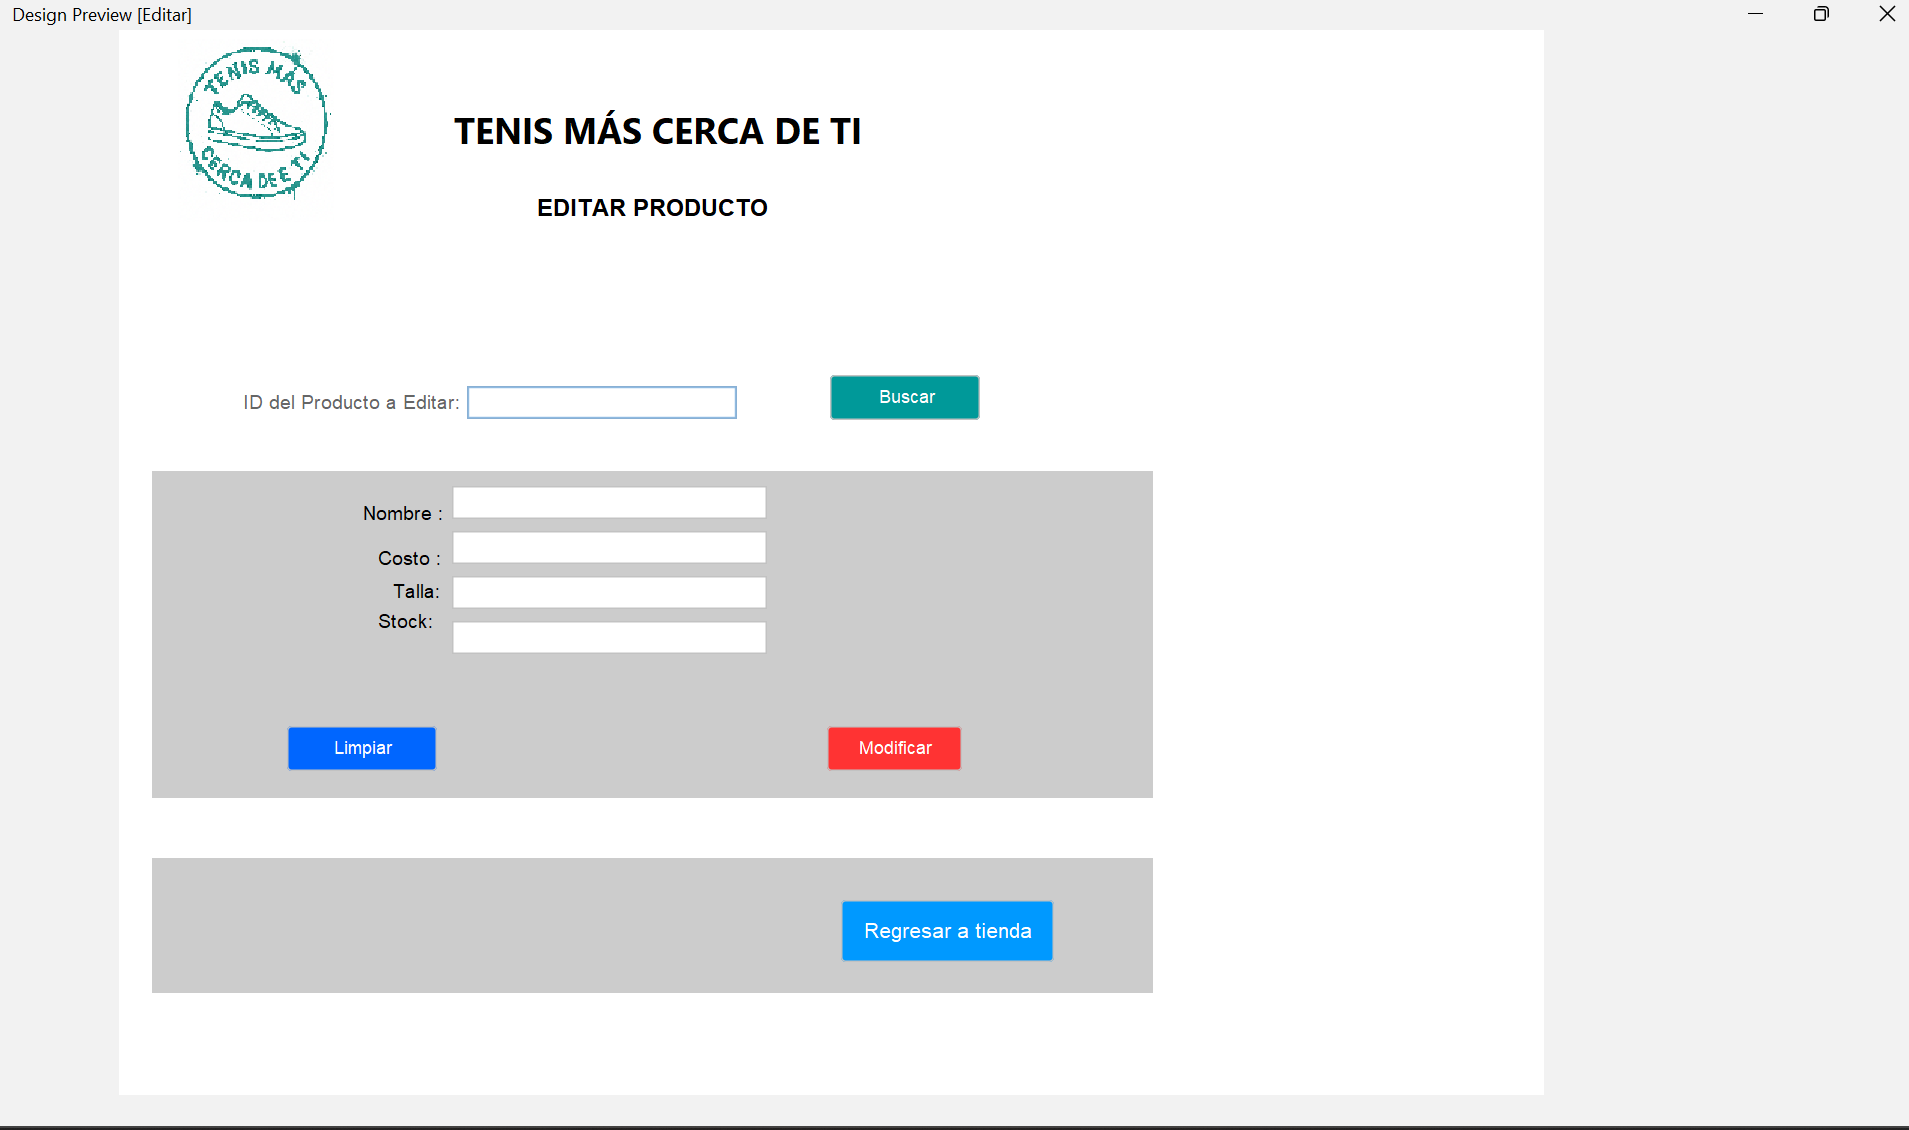 Design Preview [Editar]
TENIS MAS
CERCA DE E TI
TENIS MÁS CERCA DE TI
EDITAR PRODUCTO
ID del Producto a Editar:
Buscar
Nombre :
Costo :
Talla:
Stock:
Limpiar
Modificar
Regresar a tienda